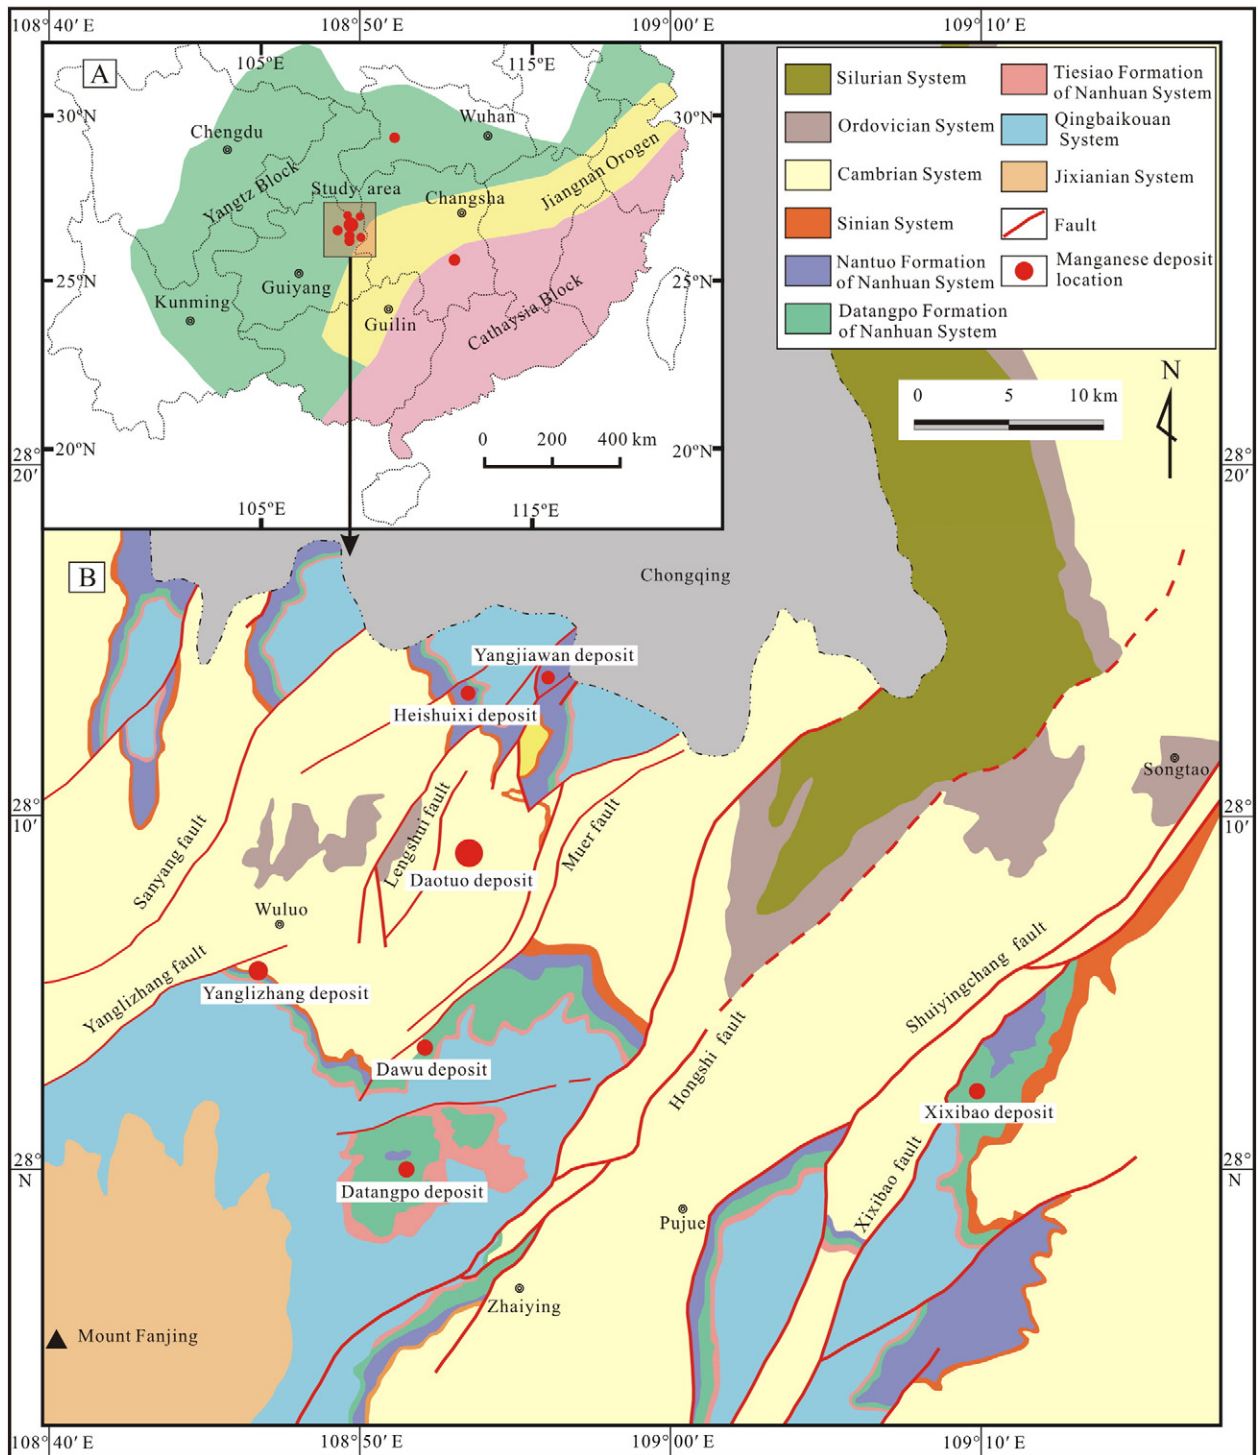 108° 40′ E
108° 50′ E
109° 00′ E
109° 10′ E
A
105°E
115°E
30°N
30°N
Chengdu
Wuhan
Yangtz Block
Study area
Changsha
Jiangnan Orogen
25°N
25°N
Guiyang
Kunming
Guilin
Cathaysia Block
20°N
20°N
0 200 400 km
105°E
115°E
Silurian System
Ordovician System
Cambrian System
Sinian System
Nantuo Formation
of Nanhuan System
Datangpo Formation
of Nanhuan System
Tiesiao Formation
of Nanhuan System
Qingbaikouan
System
Jixianian System
Fault
Manganese deposit
location
0 5 10 km
N
28°
20′
28°
20′
B
Chongqing
Yangjiawan deposit
Heishuixi deposit
Songtao
28°
10′
28°
10′
Sanyang fault
Lengshui fault
Muer fault
Daotuo deposit
Wuluo
Yanglizhang fault
Yanglizhang deposit
Shuiyingchang fault
Dawu deposit
Hongshi fault
Xixibao deposit
28°
N
28°
N
Datangpo deposit
Xixibao fault
Pujue
Zhaiying
Mount Fanjing
108° 40′ E
108° 50′ E
109° 00′ E
109° 10′ E